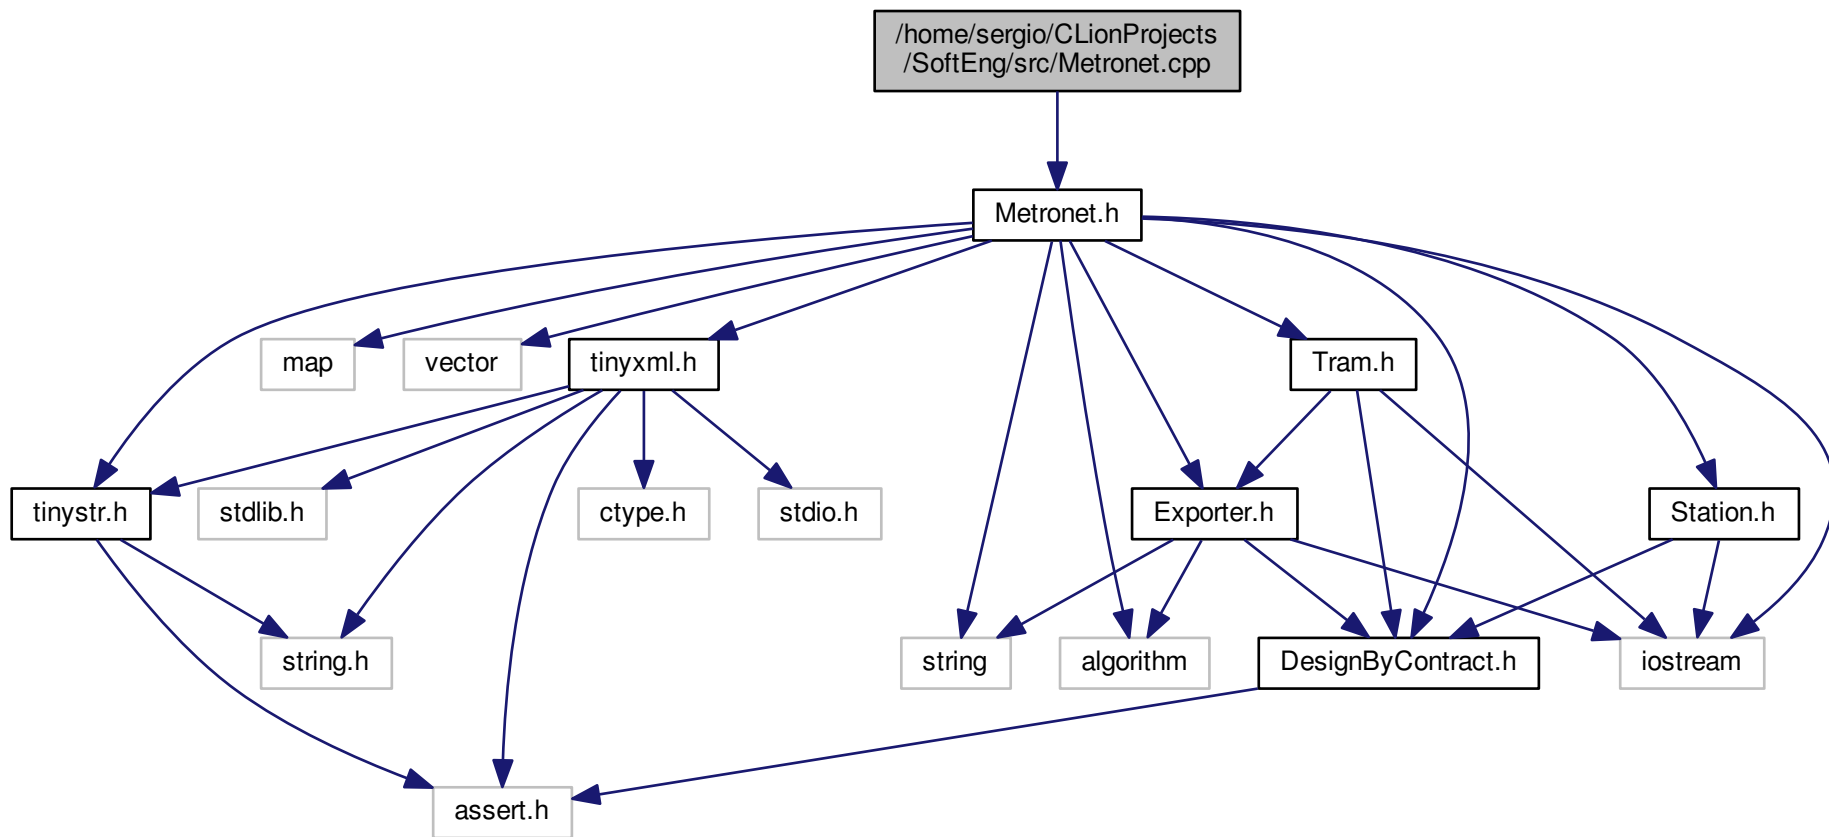 /home/sergio/CLionProjects
/SoftEng/src/Metronet.cpp
Metronet.h
map
vector
tinyxml.h
Tram.h
tinystr.h
stdlib.h
ctype.h
stdio.h
Exporter.h
Station.h
string.h
string
algorithm
DesignByContract.h
iostream
assert.h